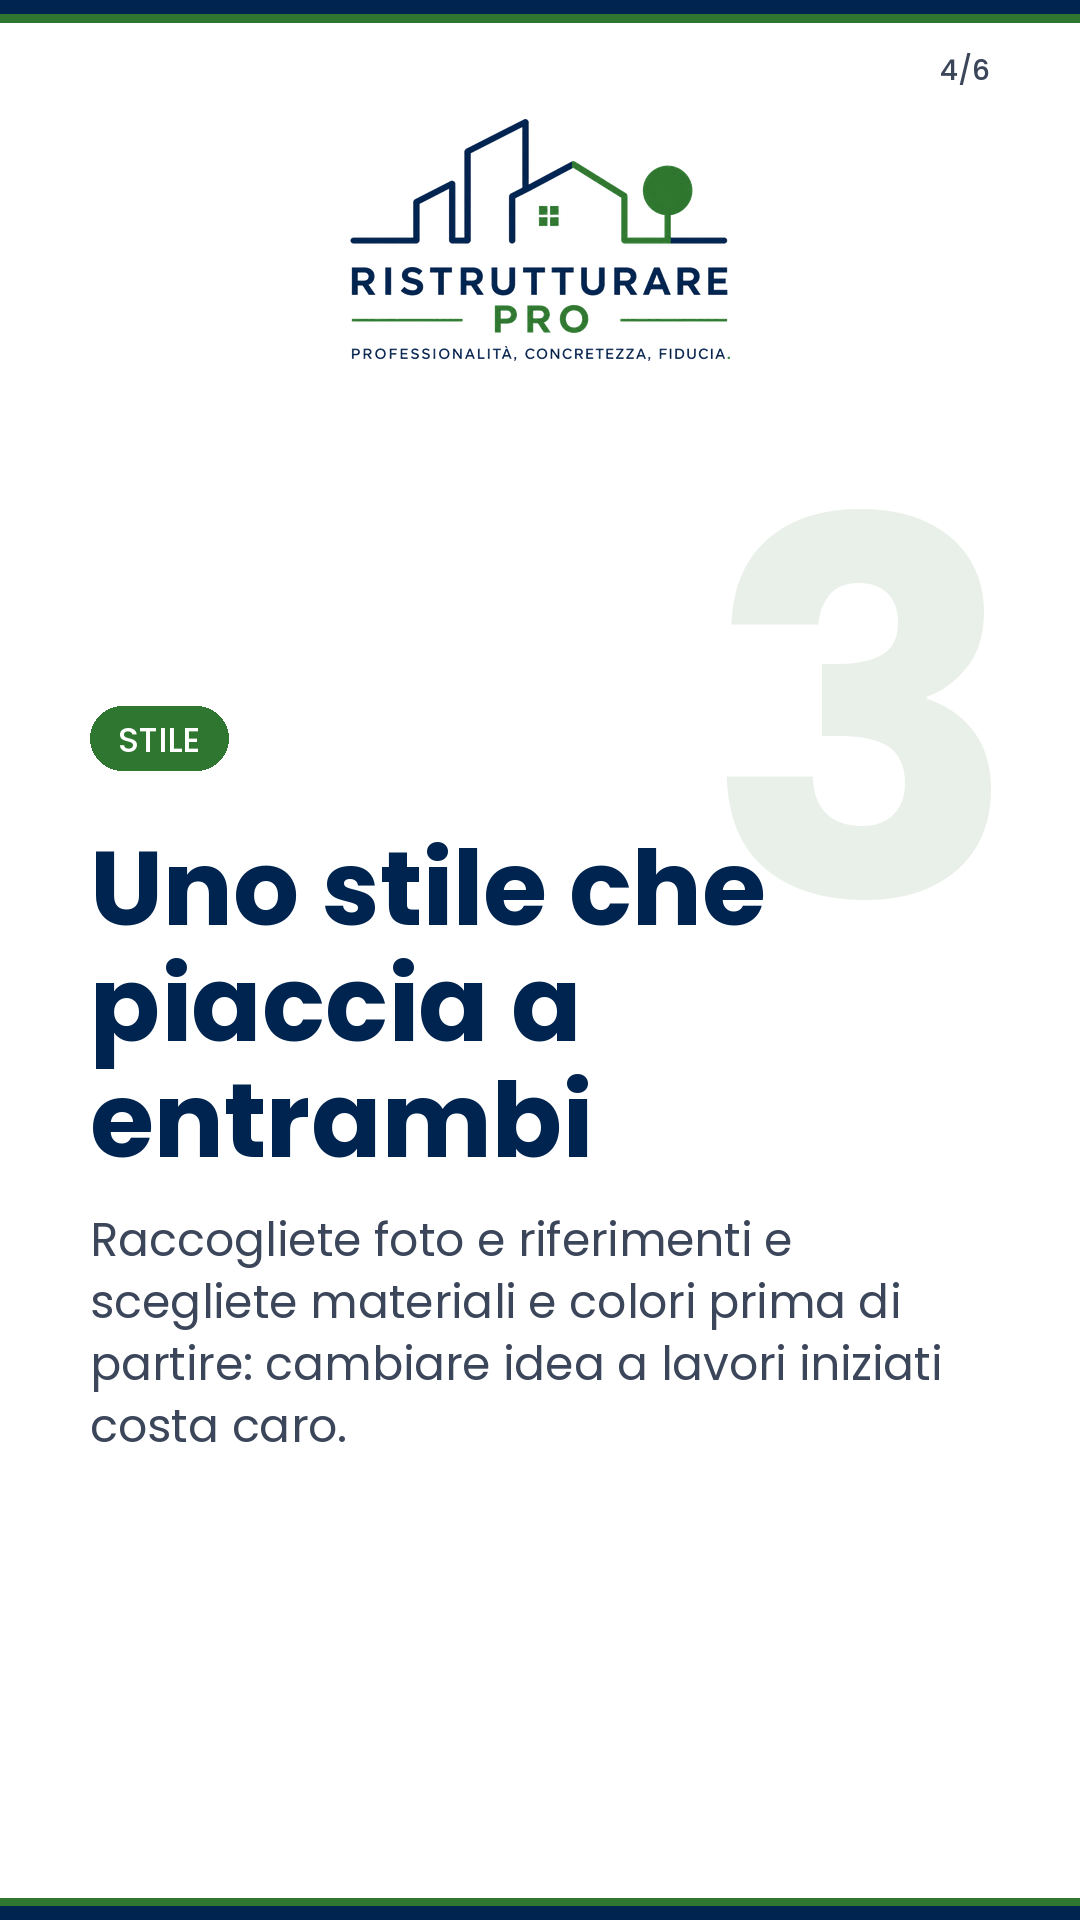 4/6
RISTRUTTURARE
PRO
PROFESSIONALITÀ, CONCRETEZZA, FIDUCIA.
3
STILE
Uno stile che
piaccia a
entrambi
Raccogliete foto e riferimenti e
scegliete materiali e colori prima di
partire: cambiare idea a lavori iniziati
costa caro.